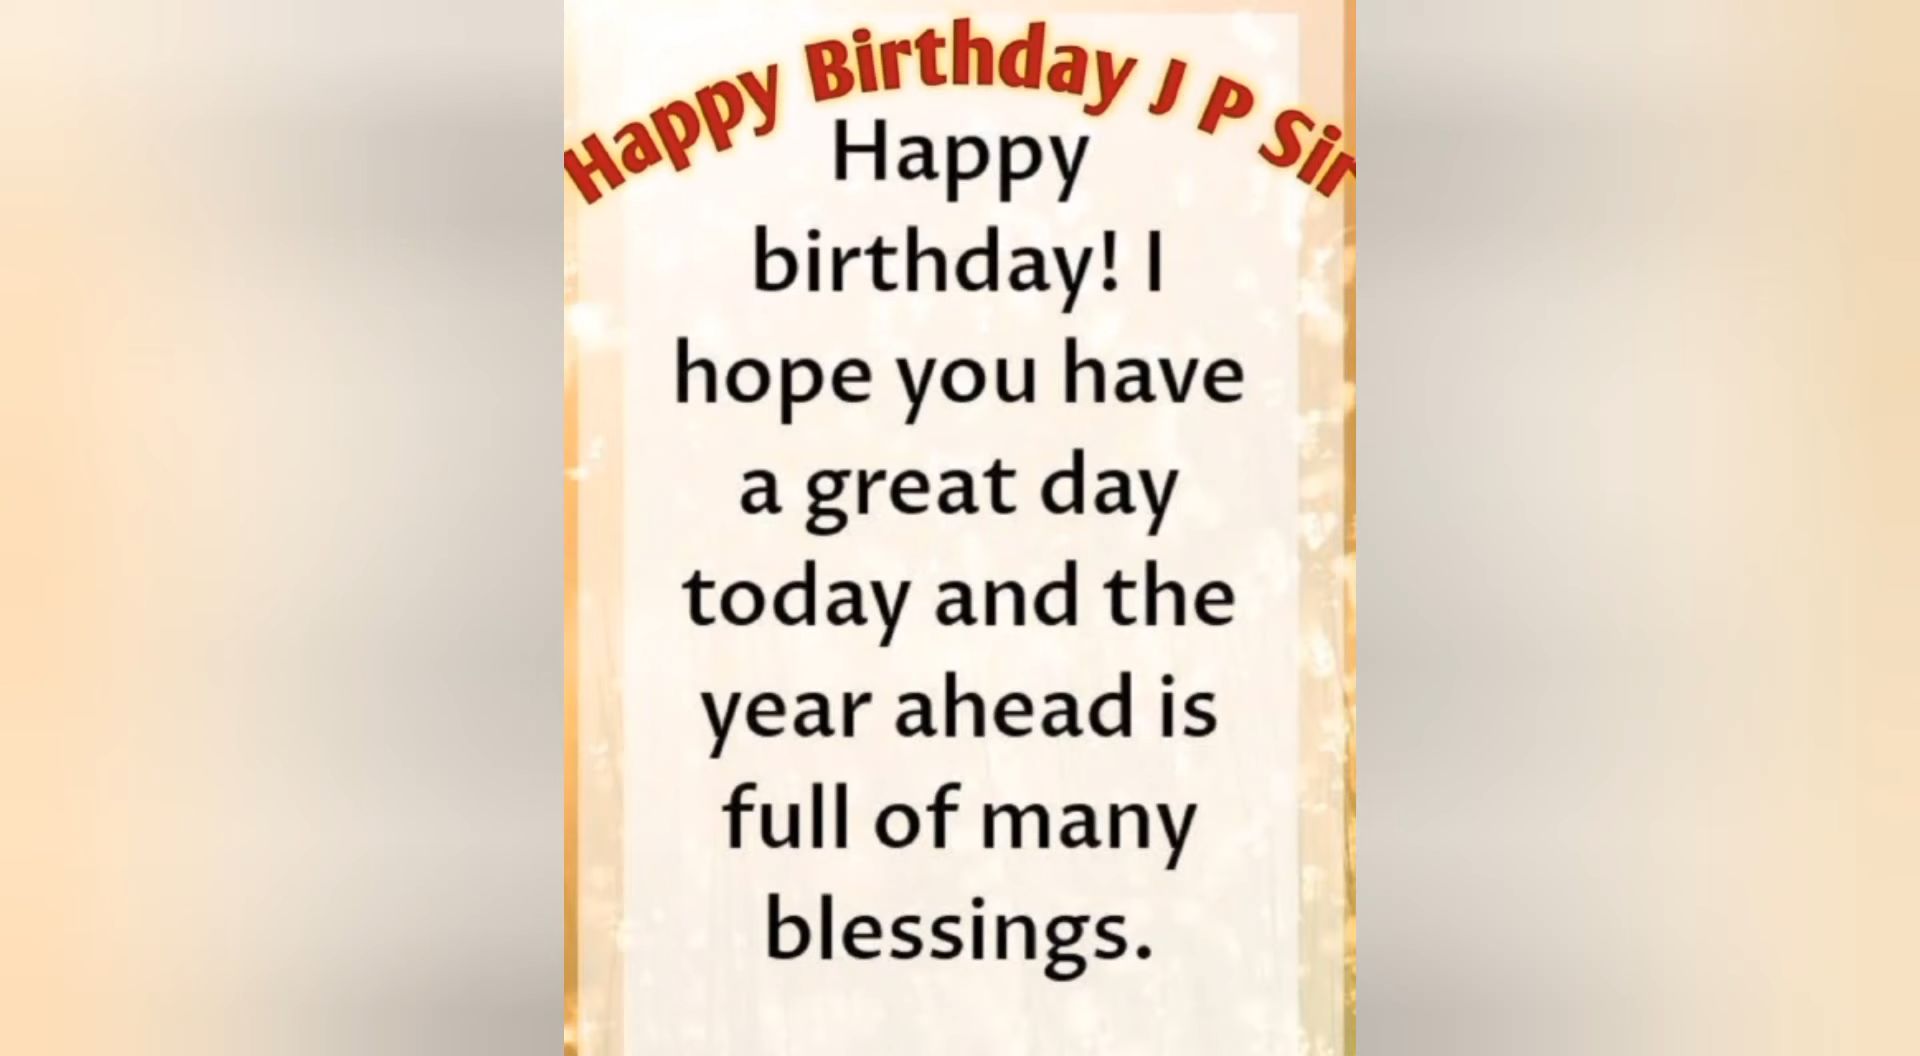 Happy Birthday J P Sir
Happy
birthday! I
hope you have
a great day
today and the
year ahead is
full of many
blessings.